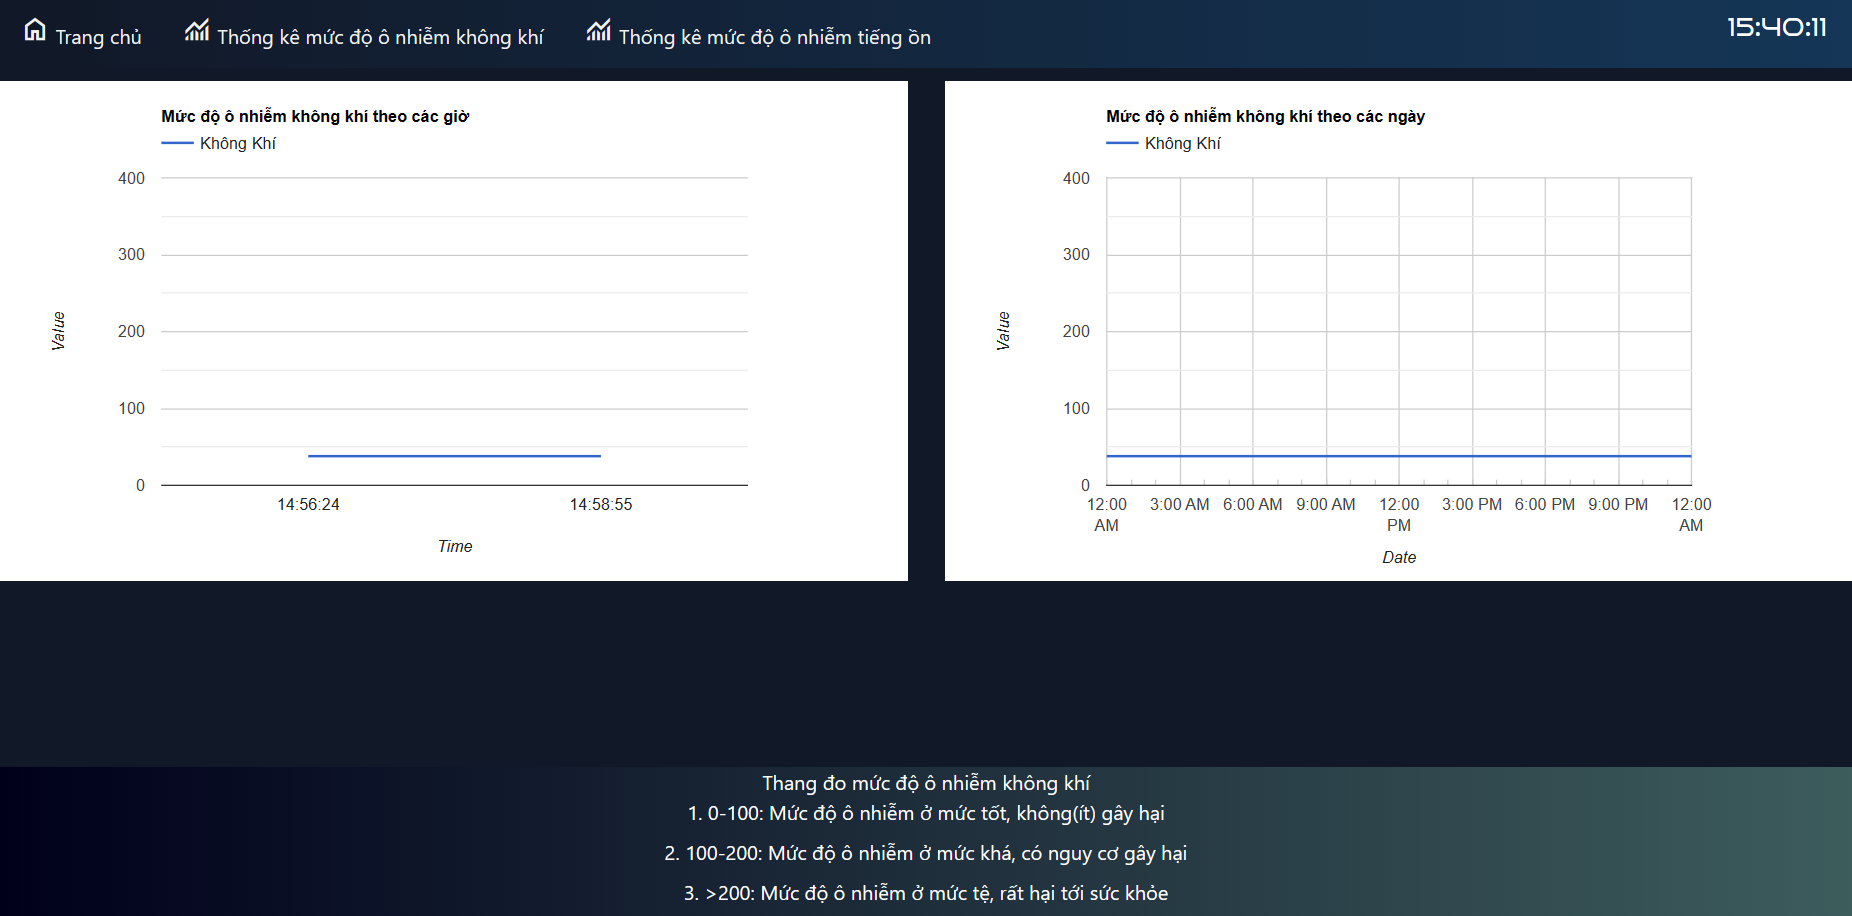 Trang chủ
Thống kê mức độ ô nhiễm không khí
Thống kê mức độ ô nhiễm tiếng ồn
15:40:11
Mức độ ô nhiễm không khí theo các giờ
Không Khí
400
300
200
100
0
Value
14:56:24 14:58:55
Time
Mức độ ô nhiễm không khí theo các ngày
Không Khí
400
300
200
100
0
Value
12:00 AM 3:00 AM 6:00 AM 9:00 AM 12:00 PM 3:00 PM 6:00 PM 9:00 PM 12:00 AM
Date
Thang đo mức độ ô nhiễm không khí
1. 0-100: Mức độ ô nhiễm ở mức tốt, không(ít) gây hại
2. 100-200: Mức độ ô nhiễm ở mức khá, có nguy cơ gây hại
3. >200: Mức độ ô nhiễm ở mức tệ, rất hại tới sức khỏe